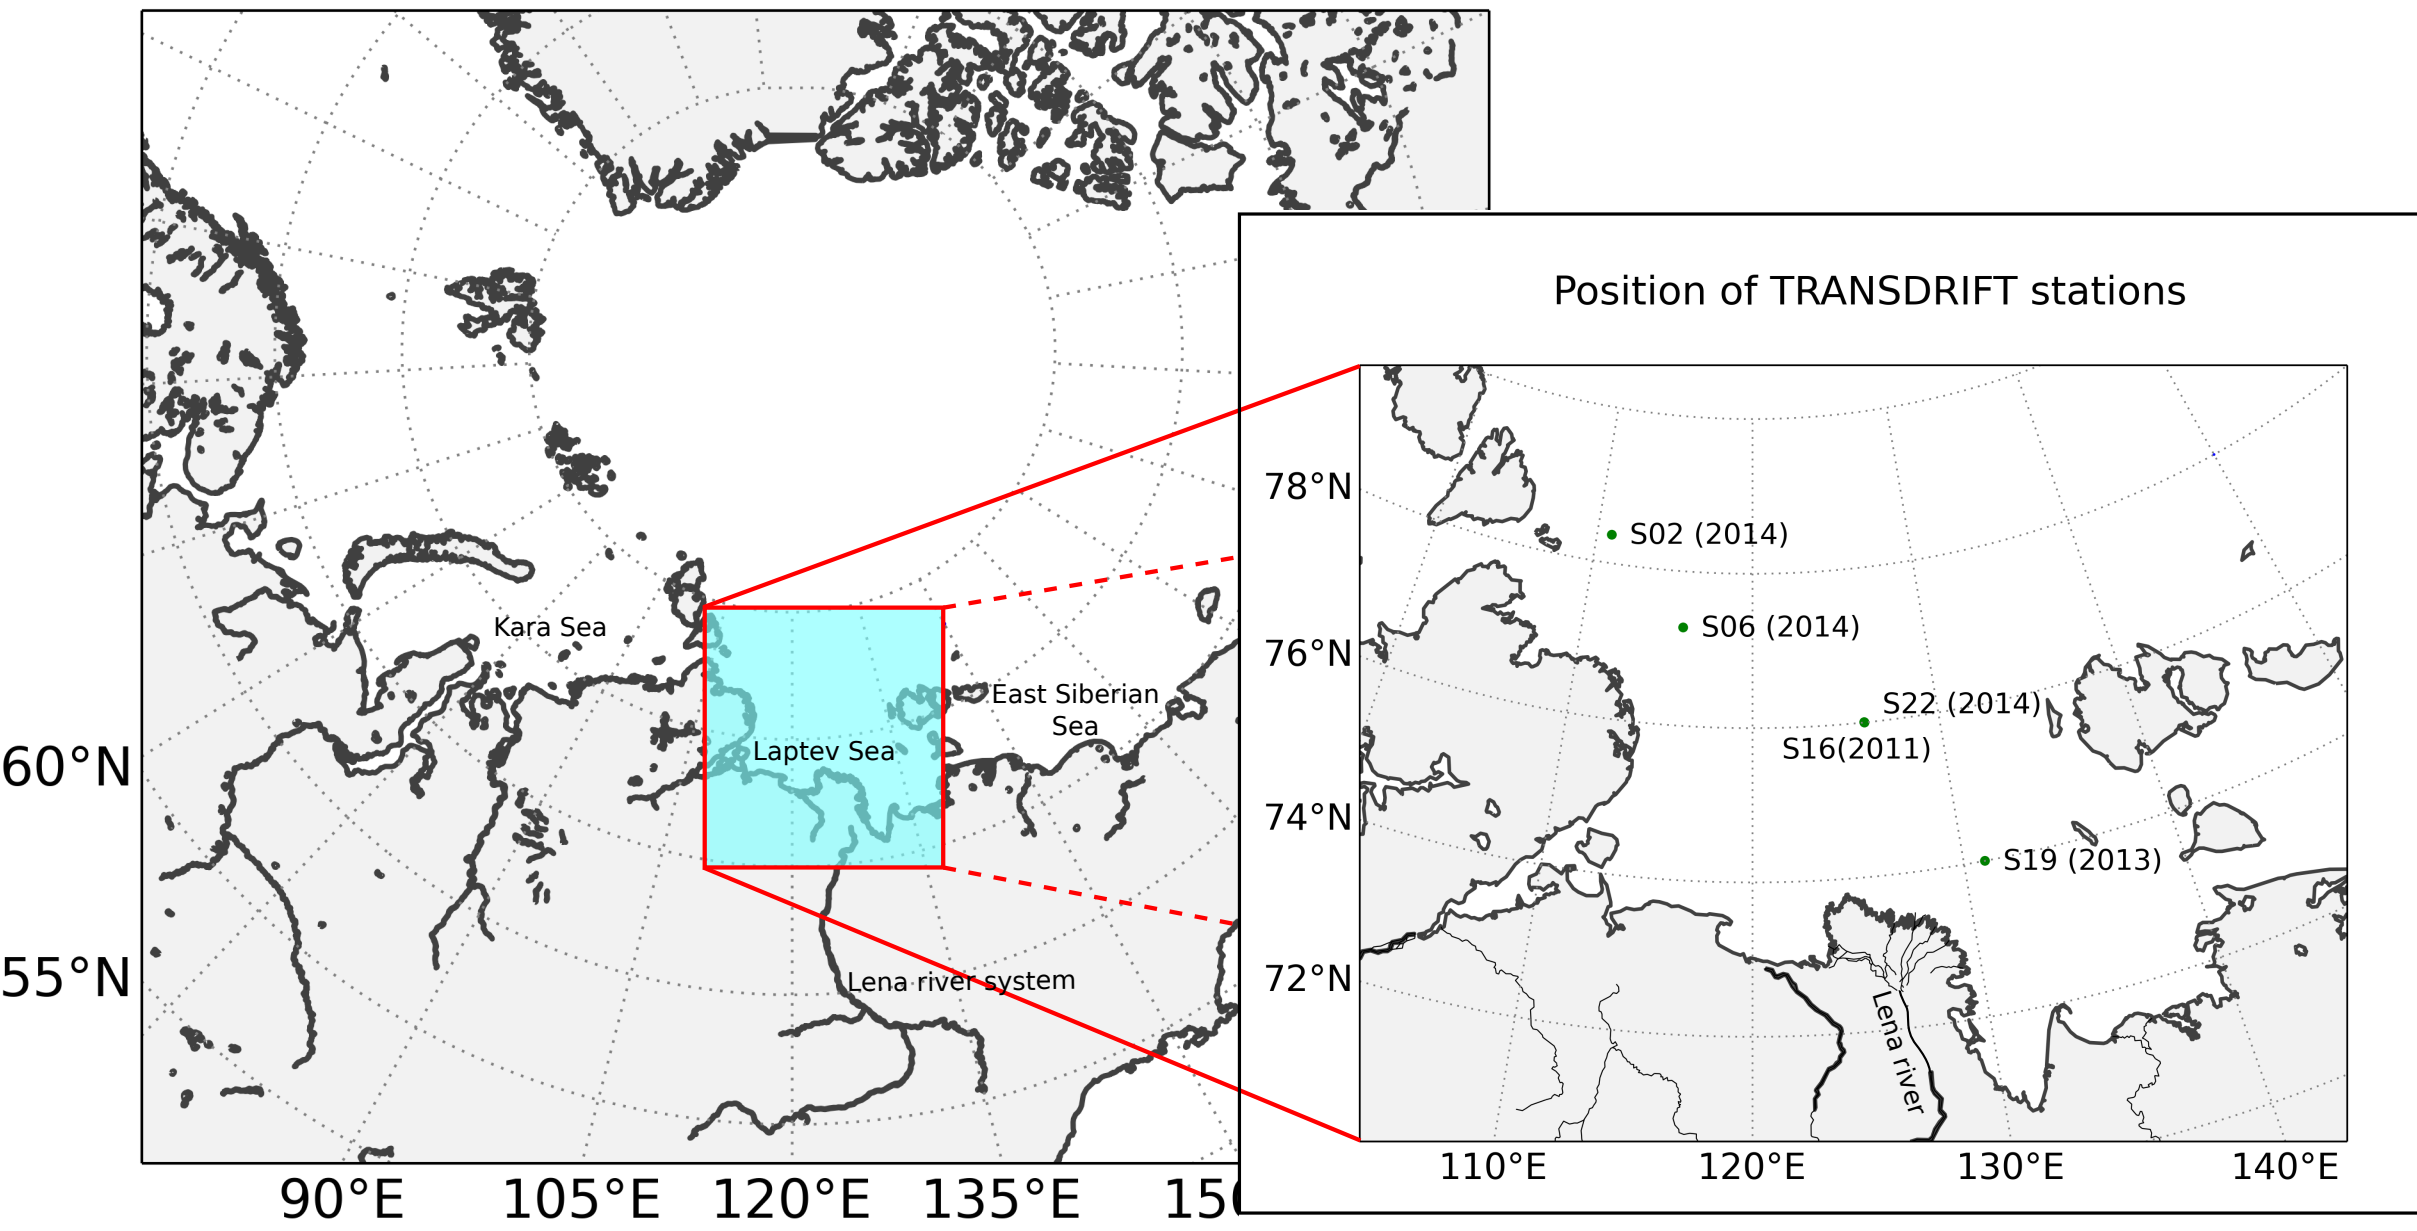 Position of TRANSDRIFT stations
78°N
S02 (2014)
Kara Sea
76°N
S06 (2014)
East Siberian
Sea
S22 (2014)
Laptev Sea
S16(2011)
60°N
74°N
S19 (2013)
55°N
Lena river system
72°N
Lena river
110°E
120°E
130°E
140°E
90°E
105°E
120°E
135°E
150